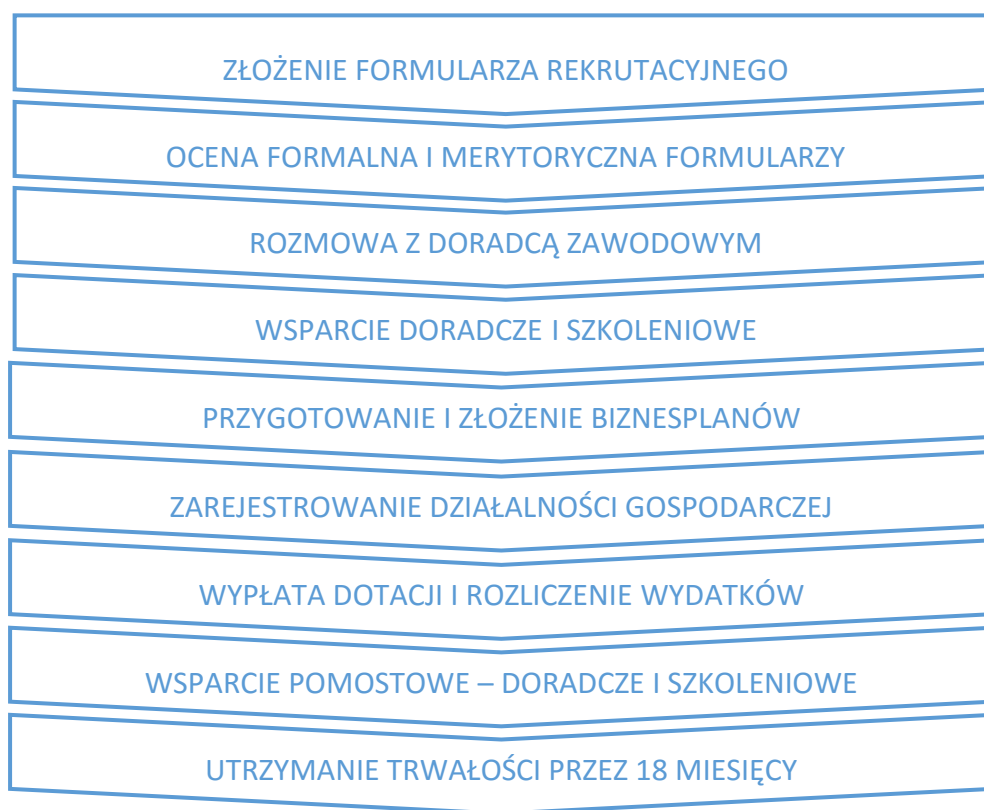 ZŁOŻENIE FORMULARZA REKRUTACYJNEGO
OCENA FORMALNA I MERYTORYCZNA FORMULARZY
ROZMOWA Z DORADCĄ ZAWODOWYM
WSPARCIE DORADCZE I SZKOLENIOWE
PRZYGOTOWANIE I ZŁOŻENIE BIZNESPLANÓW
ZAREJESTROWANIE DZIAŁALNOŚCI GOSPODARCZEJ
WYPŁATA DOTACJI I ROZLICZENIE WYDATKÓW
WSPARCIE POMOSTOWE – DORADCZE I SZKOLENIOWE
UTRZYMANIE TRWAŁOŚCI PRZEZ 18 MIESIĘCY